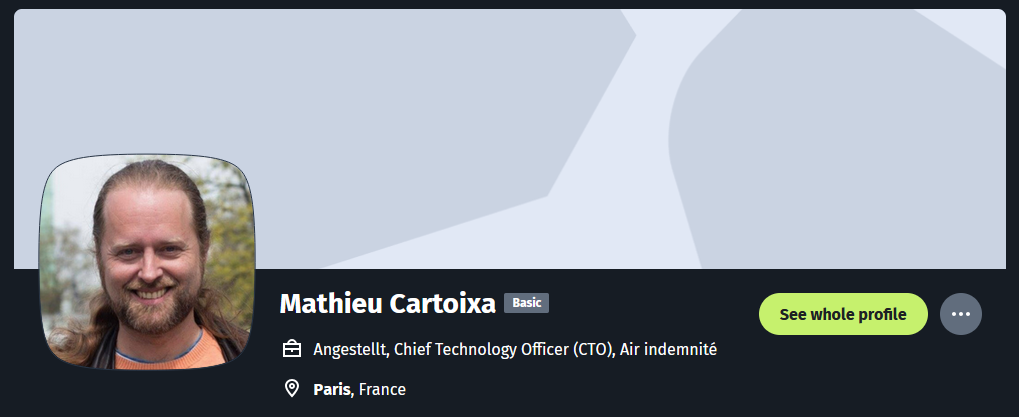 Mathieu Cartoixa Basic
See whole profile
Angestellt, Chief Technology Officer (CTO), Air indemnité
Paris, France